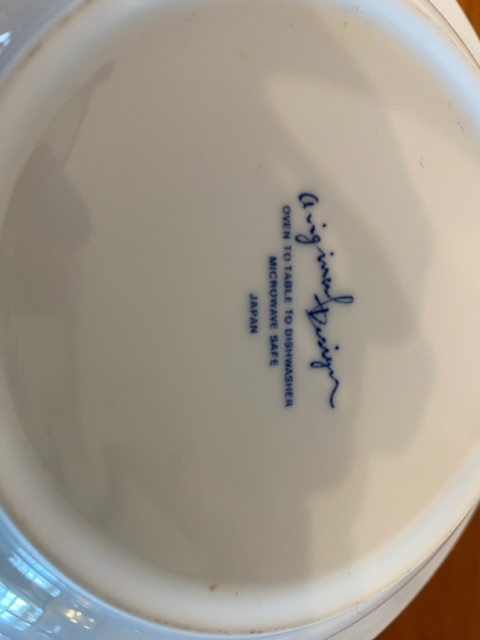 Original Design
OVEN TO TABLE TO DISHWASHER
MICROWAVE SAFE
JAPAN